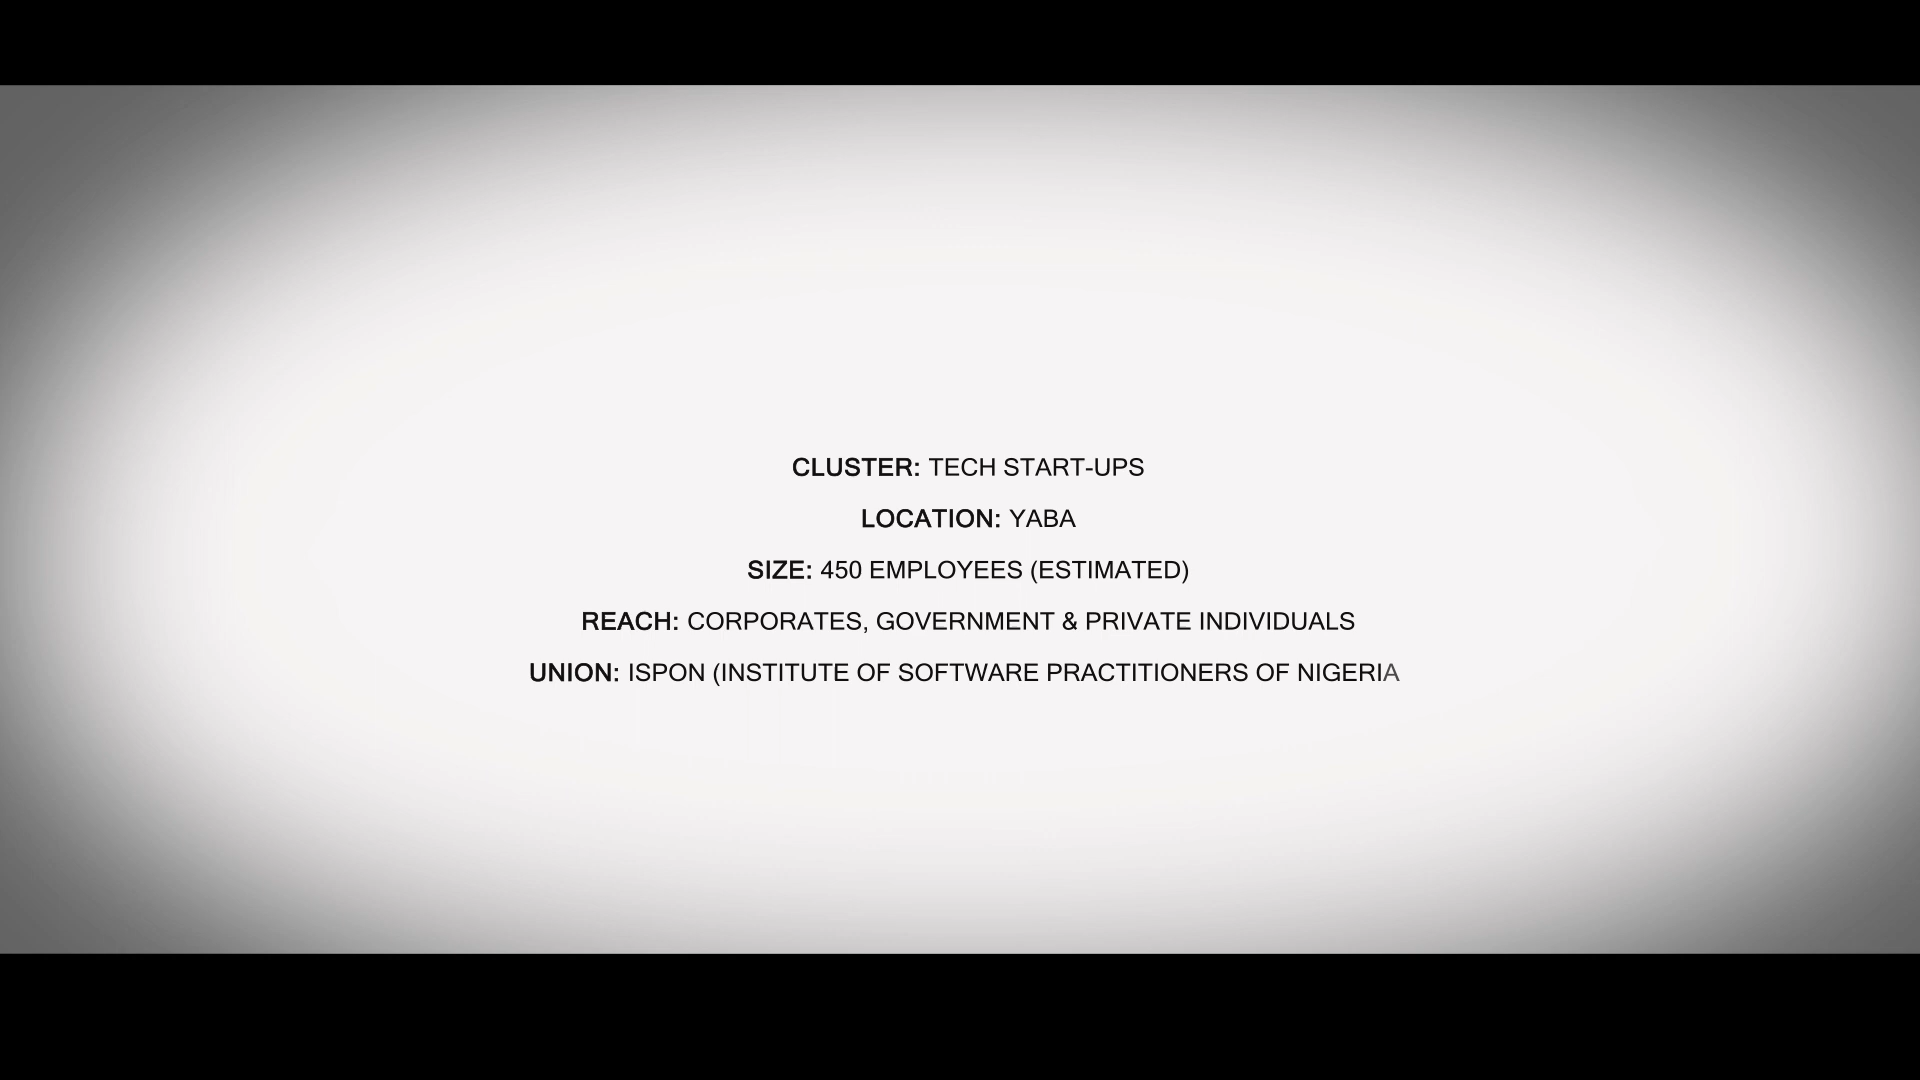 CLUSTER: TECH START-UPS
LOCATION: YABA
SIZE: 450 EMPLOYEES (ESTIMATED)
REACH: CORPORATES, GOVERNMENT & PRIVATE INDIVIDUALS
UNION: ISPON (INSTITUTE OF SOFTWARE PRACTITIONERS OF NIGERIA